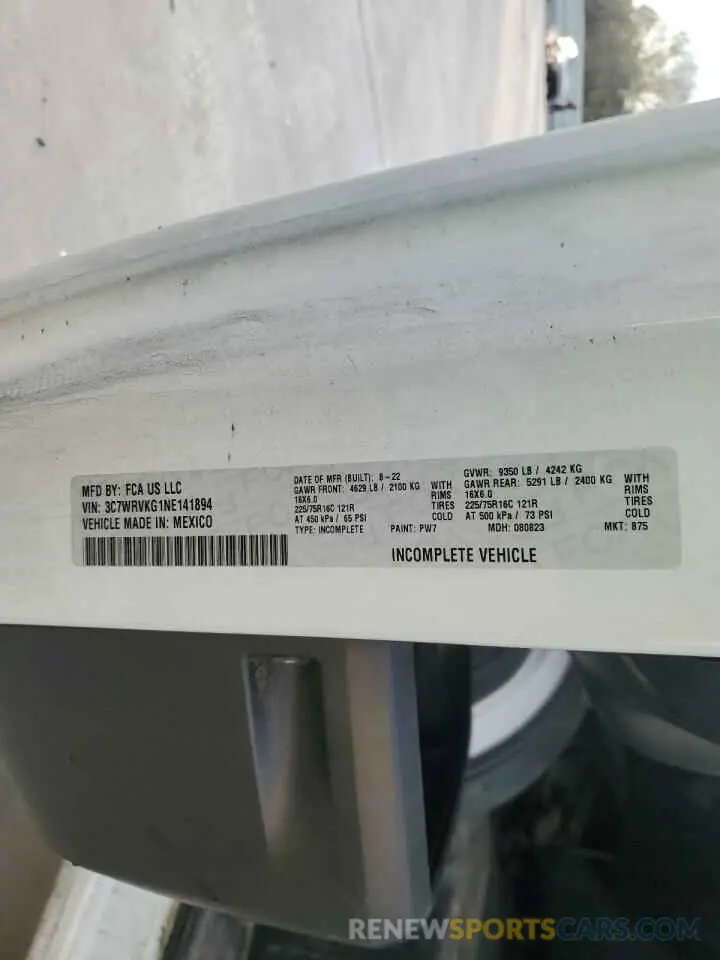 MFD BY: FCA US LLC
VIN: 3C7WRVKG1NE141894
VEHICLE MADE IN: MEXICO
DATE OF MFR (BUILT): 8-22
GAWR FRONT: 4629 LB / 2100 KG WITH
16X6.0 RIMS
225/75R16C 121R TIRES
AT 450 kPa / 65 PSI COLD
TYPE: INCOMPLETE PAINT: PW7
GVWR: 9350 LB / 4242 KG
GAWR REAR: 5291 LB / 2400 KG WITH
16X6.0 RIMS
225/75R16C 121R TIRES
AT 500 kPa / 73 PSI COLD
MDH: 080823 MKT: 875
INCOMPLETE VEHICLE
RENEWSPORTSCARS.COM